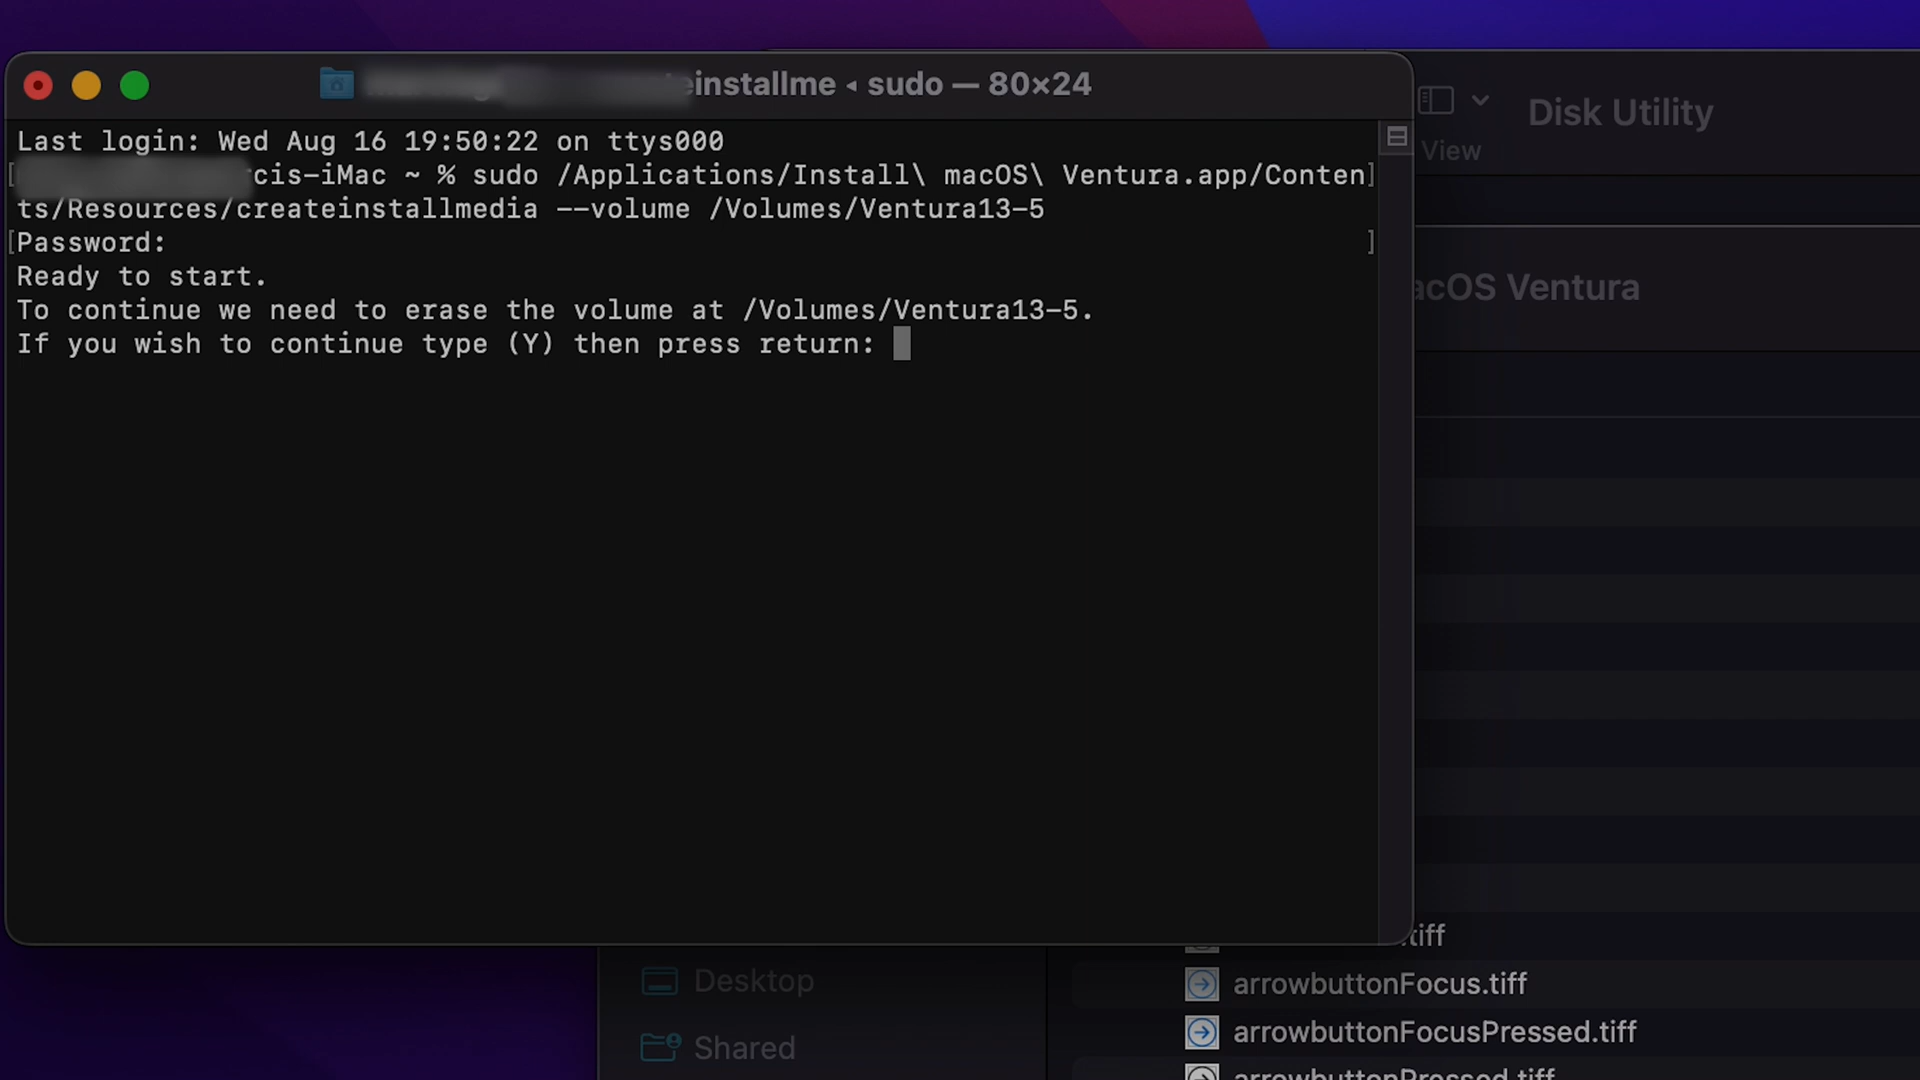 einstallme ◂ sudo — 80×24
Last login: Wed Aug 16 19:50:22 on ttys000
cis-iMac ~ % sudo /Applications/Install\ macOS\ Ventura.app/Conten
ts/Resources/createinstallmedia --volume /Volumes/Ventura13-5
Password:
Ready to start.
To continue we need to erase the volume at /Volumes/Ventura13-5.
If you wish to continue type (Y) then press return:
View
Disk Utility
acOS Ventura
Desktop
Shared
.tiff
arrowbuttonFocus.tiff
arrowbuttonFocusPressed.tiff
arrowbuttonPressed.tiff